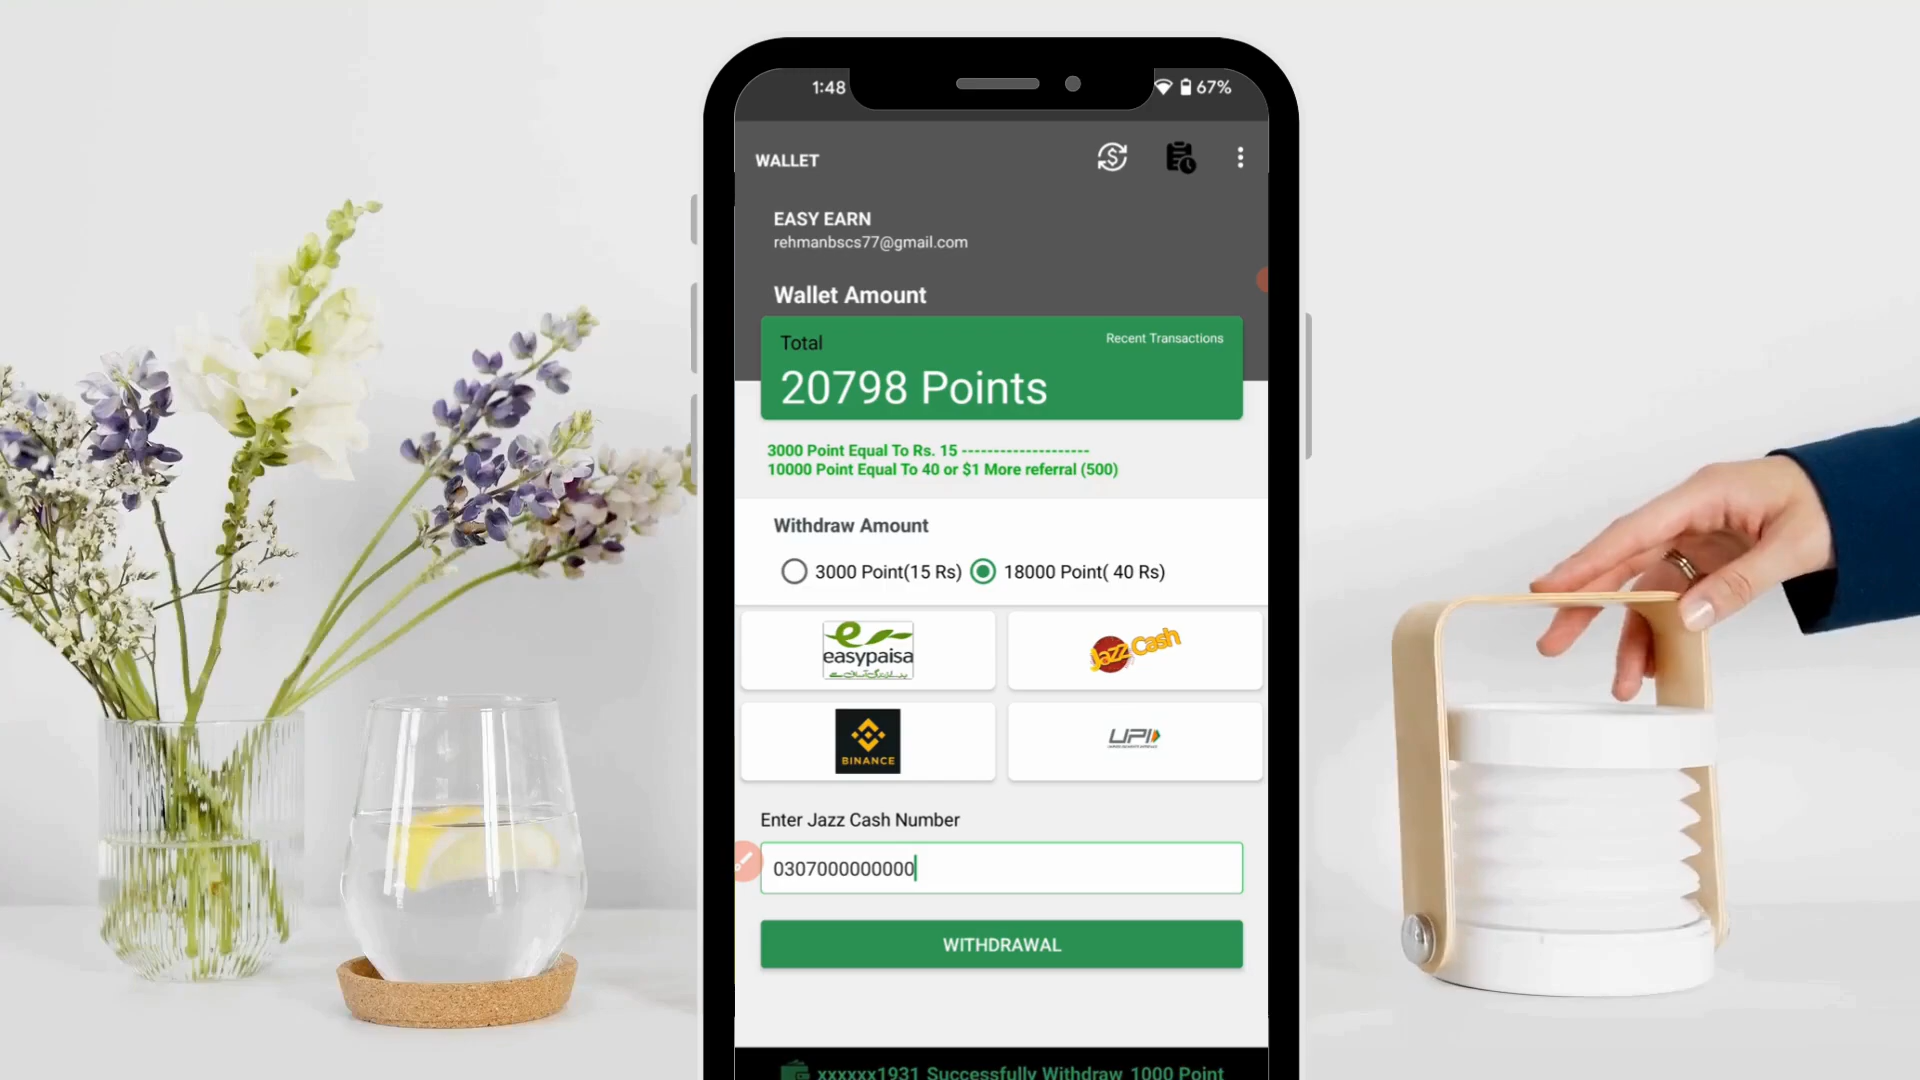 1:48
67%
WALLET
EASY EARN
rehmanbscs77@gmail.com
Wallet Amount
Total
Recent Transactions
20798 Points
3000 Point Equal To Rs. 15 --------------------
10000 Point Equal To 40 or $1 More referral (500)
Withdraw Amount
3000 Point(15 Rs)
18000 Point( 40 Rs)
easypaisa
Jazz Cash
BINANCE
UPI
Enter Jazz Cash Number
0307000000000
WITHDRAWAL
xxxxxx1931 Successfully Withdraw 1000 Point